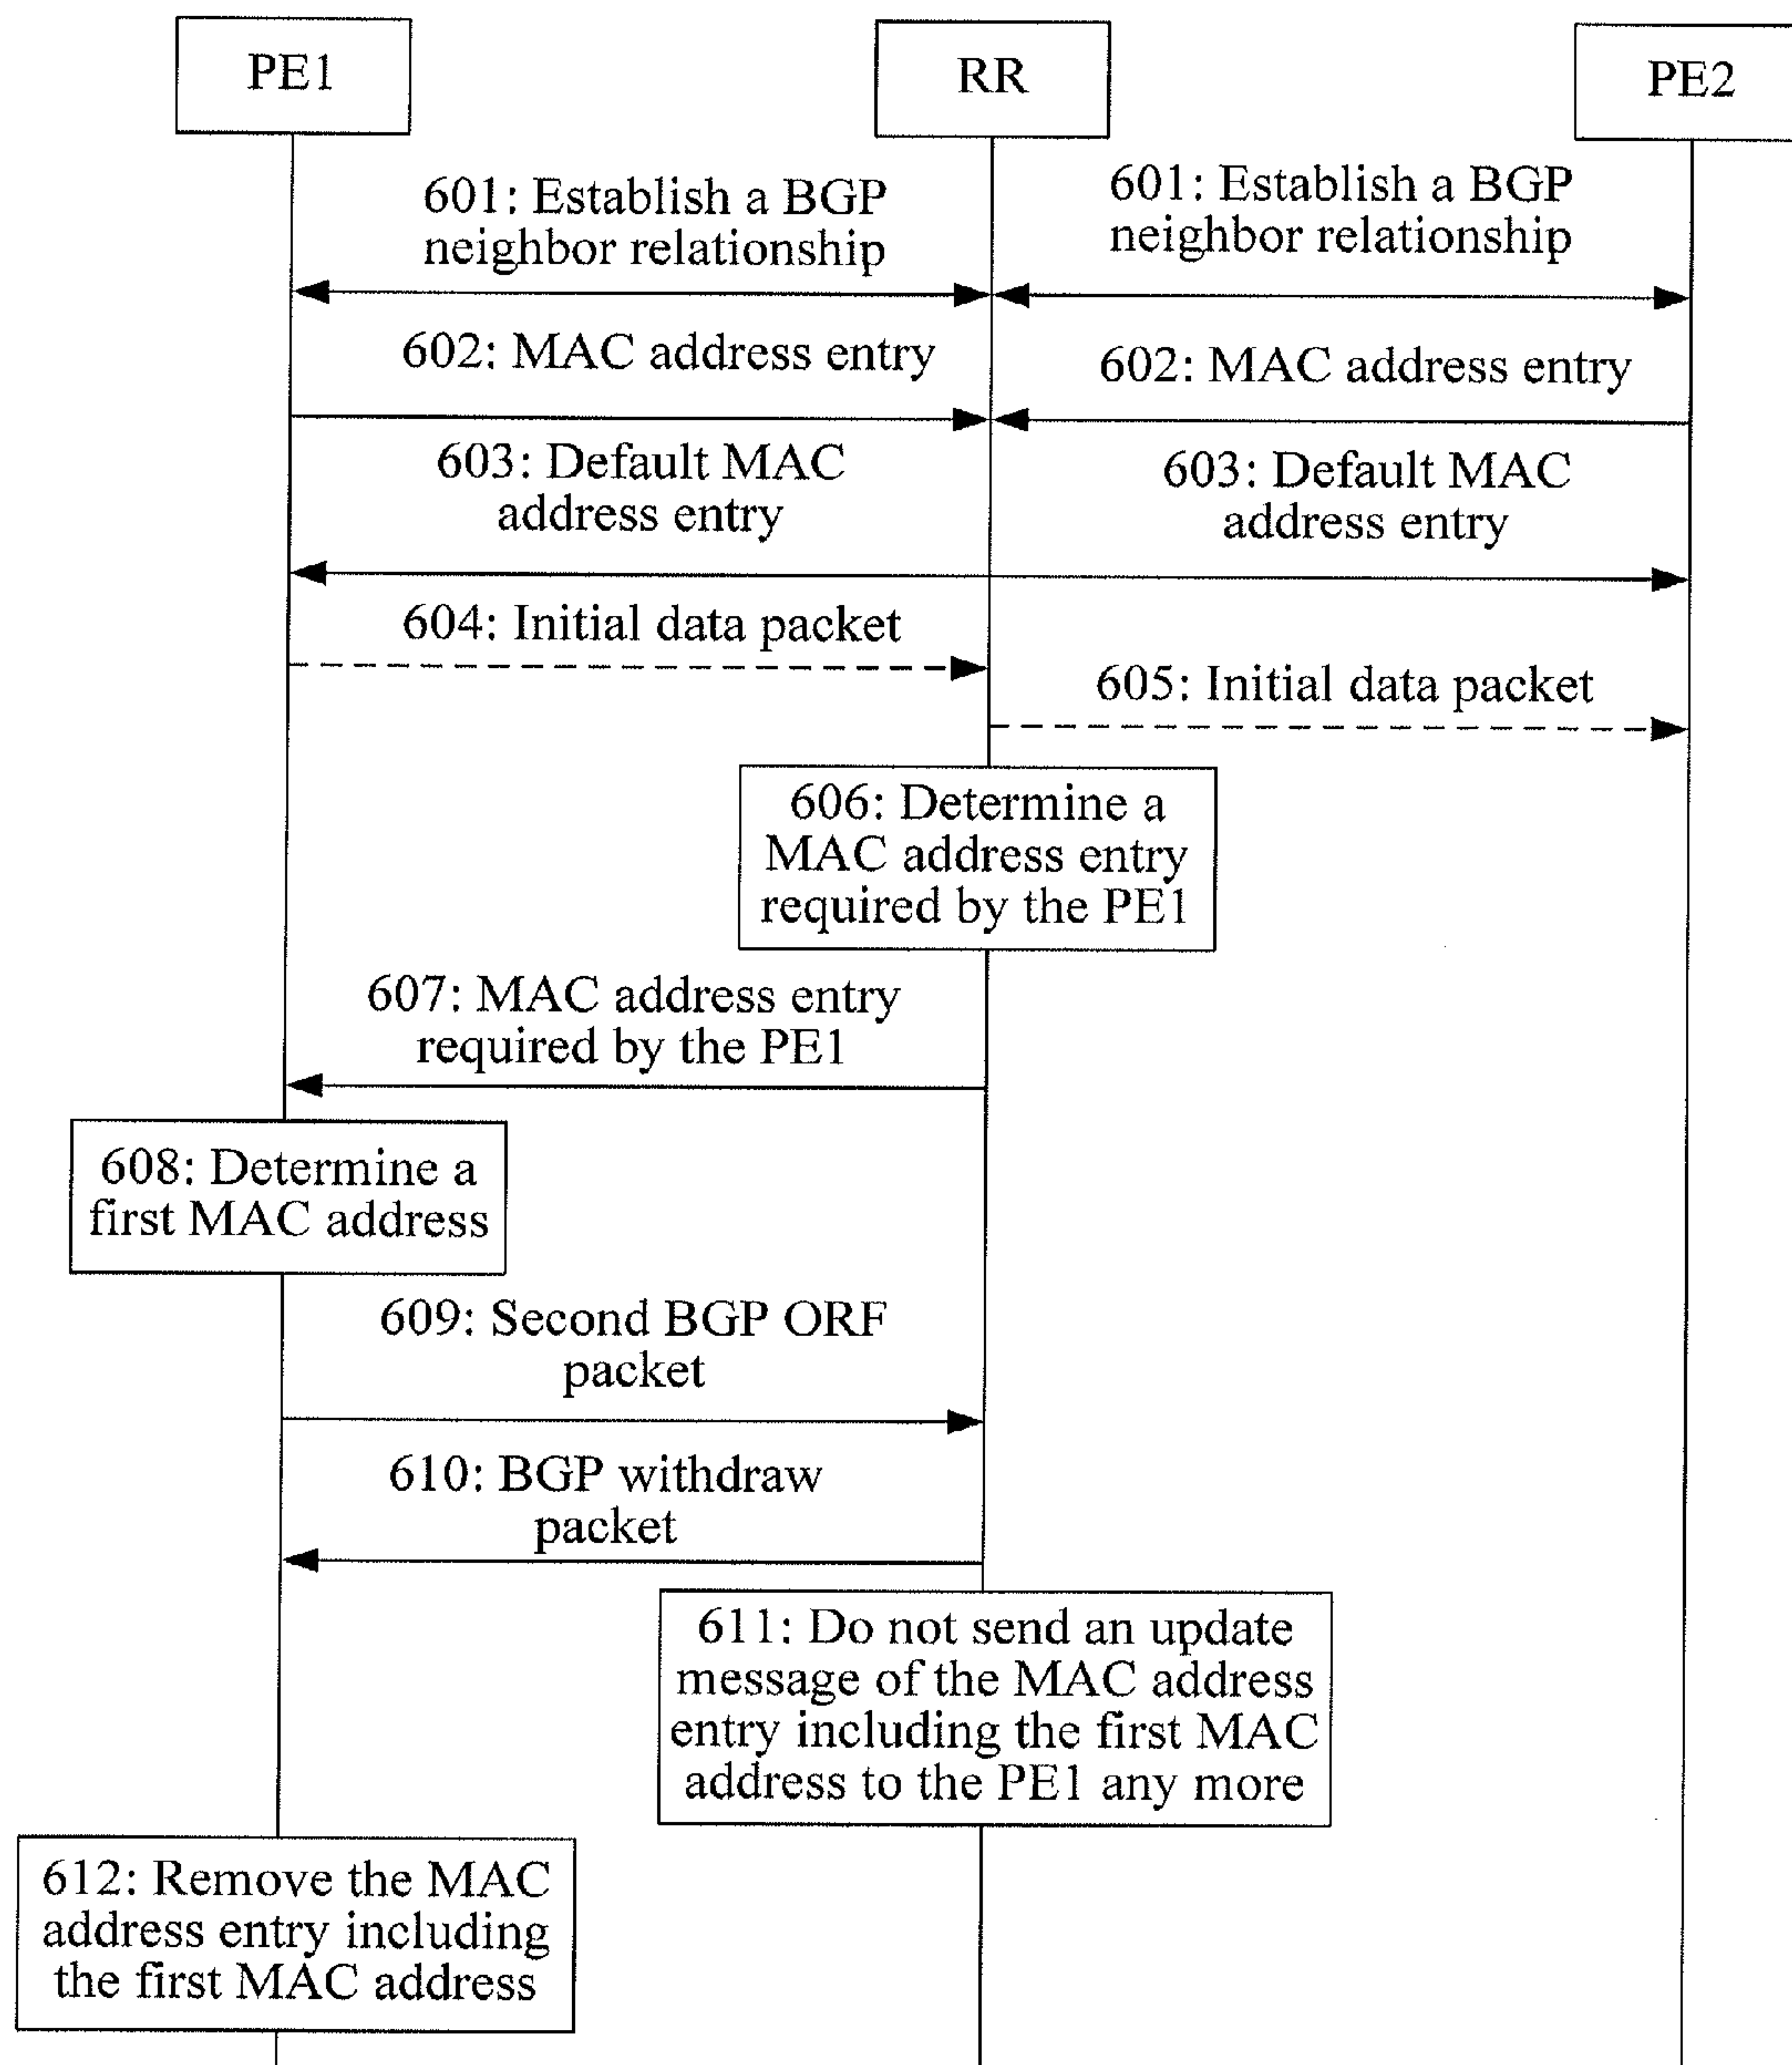 PE1
RR
PE2
601: Establish a BGP
neighbor relationship
601: Establish a BGP
neighbor relationship
602: MAC address entry
602: MAC address entry
603: Default MAC
address entry
603: Default MAC
address entry
604: Initial data packet
605: Initial data packet
606: Determine a
MAC address entry
required by the PE1
607: MAC address entry
required by the PE1
608: Determine a
first MAC address
609: Second BGP ORF
packet
610: BGP withdraw
packet
611: Do not send an update
message of the MAC address
entry including the first MAC
address to the PE1 any more
612: Remove the MAC
address entry including
the first MAC address